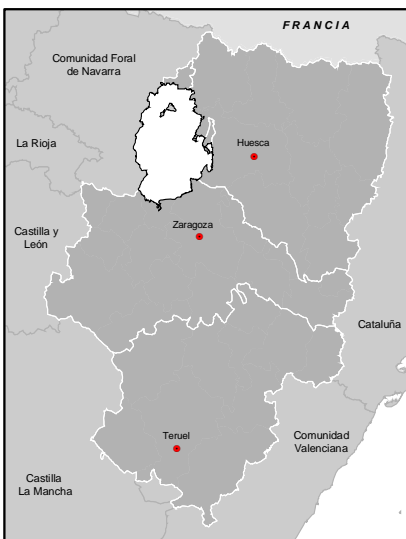 FRANCIA
Comunidad Foral
de Navarra
La Rioja
Huesca
Castilla y
León
Zaragoza
Cataluña
Teruel
Comunidad
Valenciana
Castilla
La Mancha